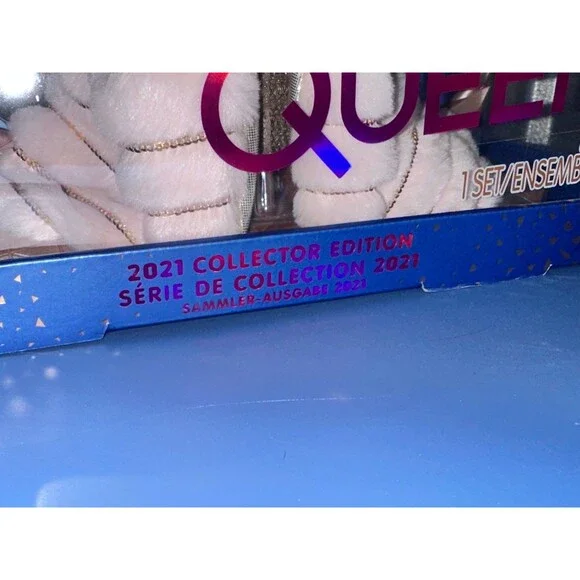 QUEE
1 SET/ENSEMB
2021 COLLECTOR EDITION
SÉRIE DE COLLECTION 2021
SAMMLER-AUSGABE 2021